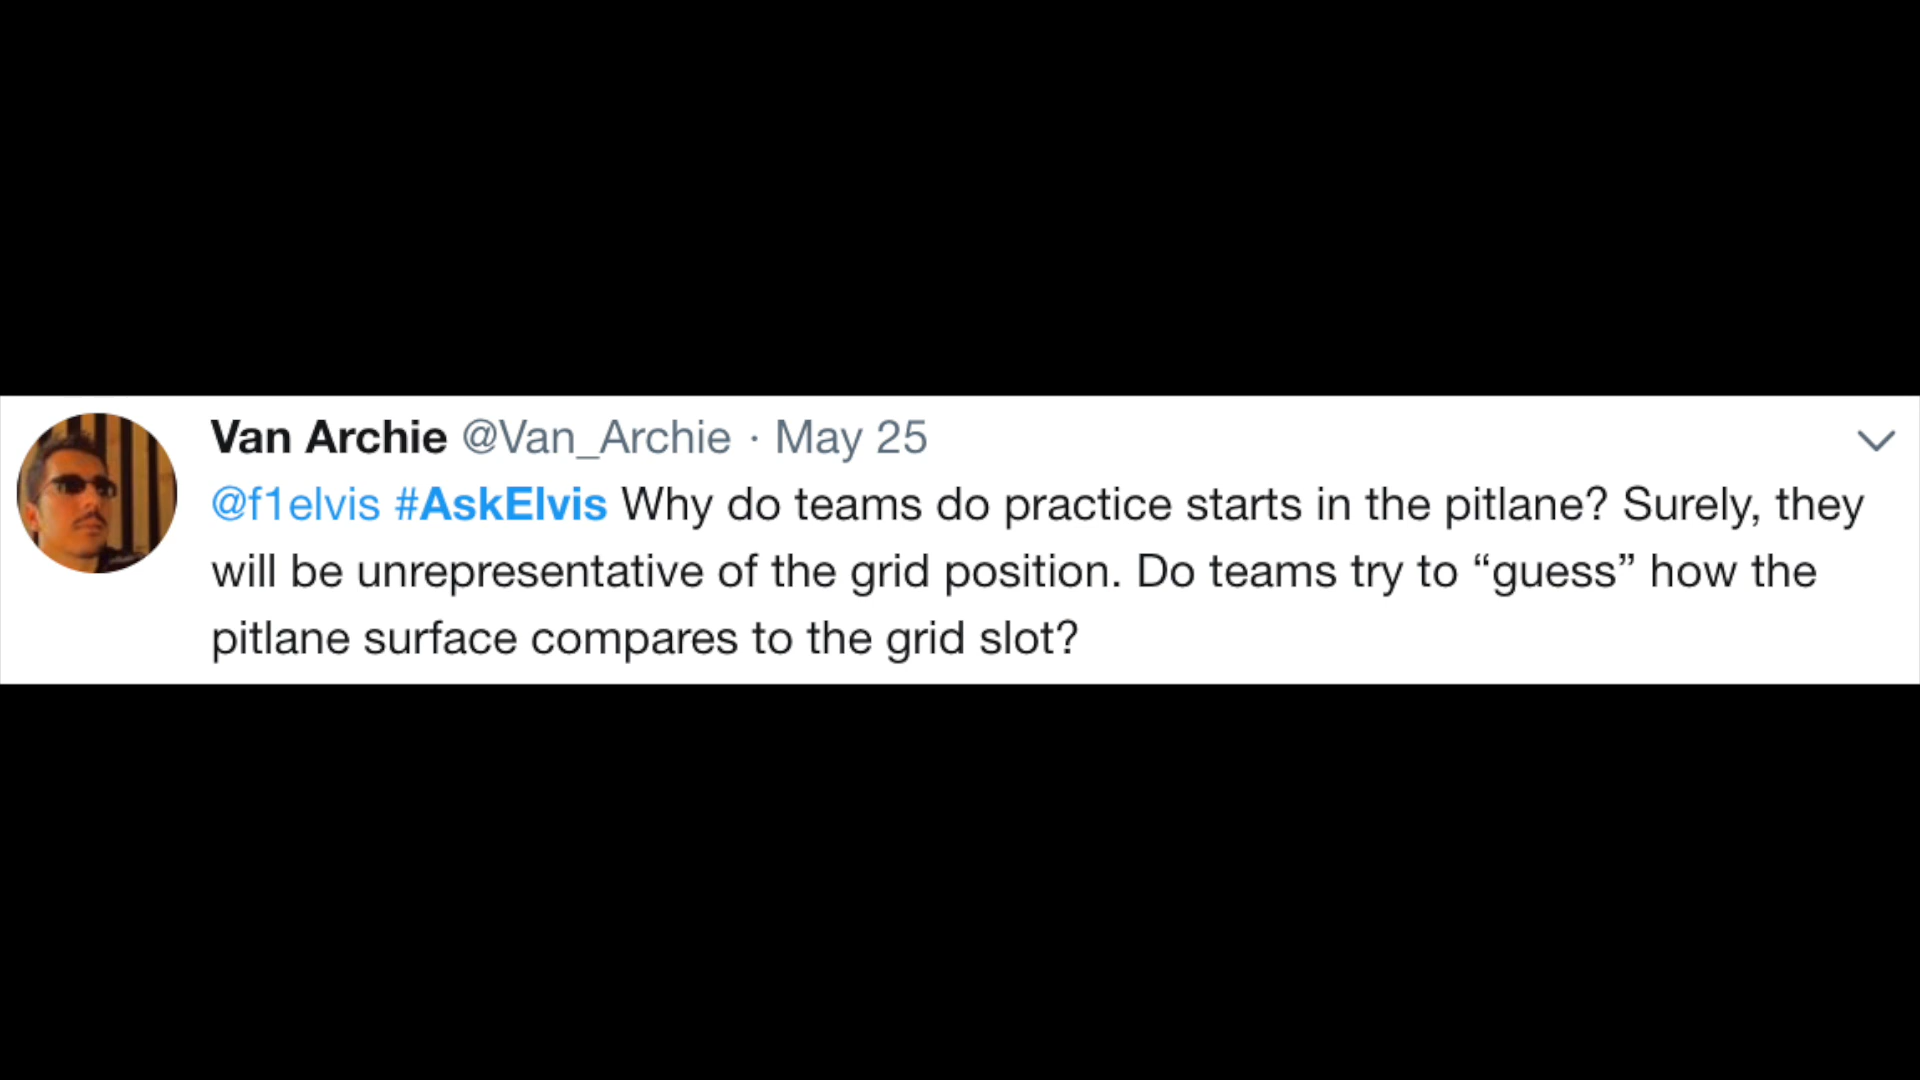 Van Archie @Van_Archie · May 25
@f1elvis #AskElvis Why do teams do practice starts in the pitlane? Surely, they
will be unrepresentative of the grid position. Do teams try to “guess” how the
pitlane surface compares to the grid slot?